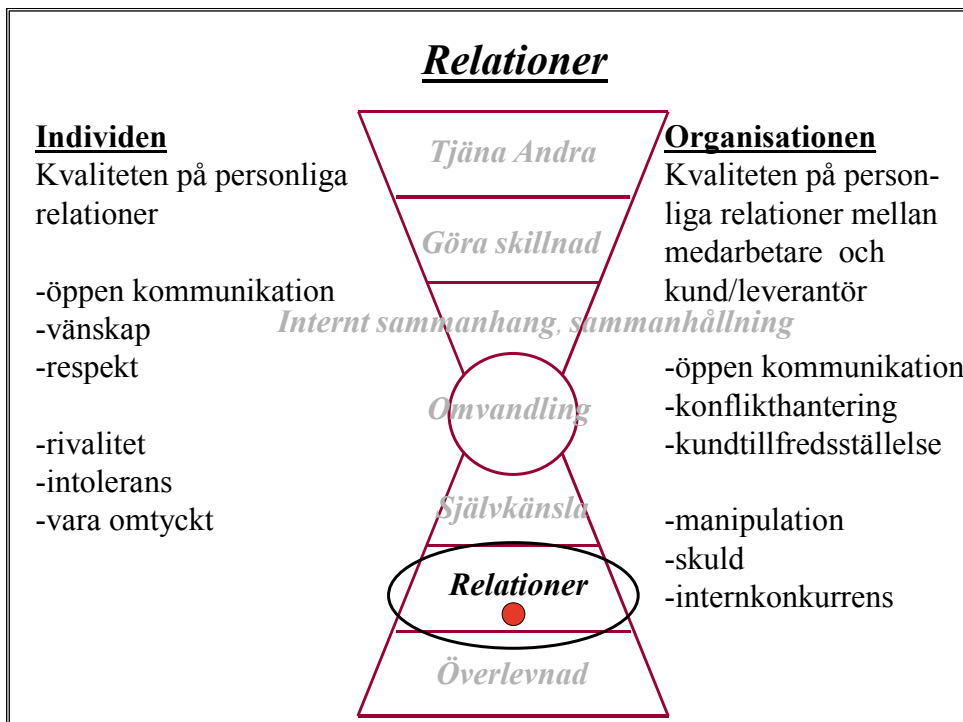 Relationer
Individen
Kvaliteten på personliga
relationer
-öppen kommunikation
-vänskap
-respekt
-rivalitet
-intolerans
-vara omtyckt
Tjäna Andra
Göra skillnad
Internt sammanhang, sammanhållning
Omvandling
Självkänsla
Relationer
Överlevnad
Organisationen
Kvaliteten på person-
liga relationer mellan
medarbetare och
kund/leverantör
-öppen kommunikation
-konflikthantering
-kundtillfredsställelse
-manipulation
-skuld
-internkonkurrens